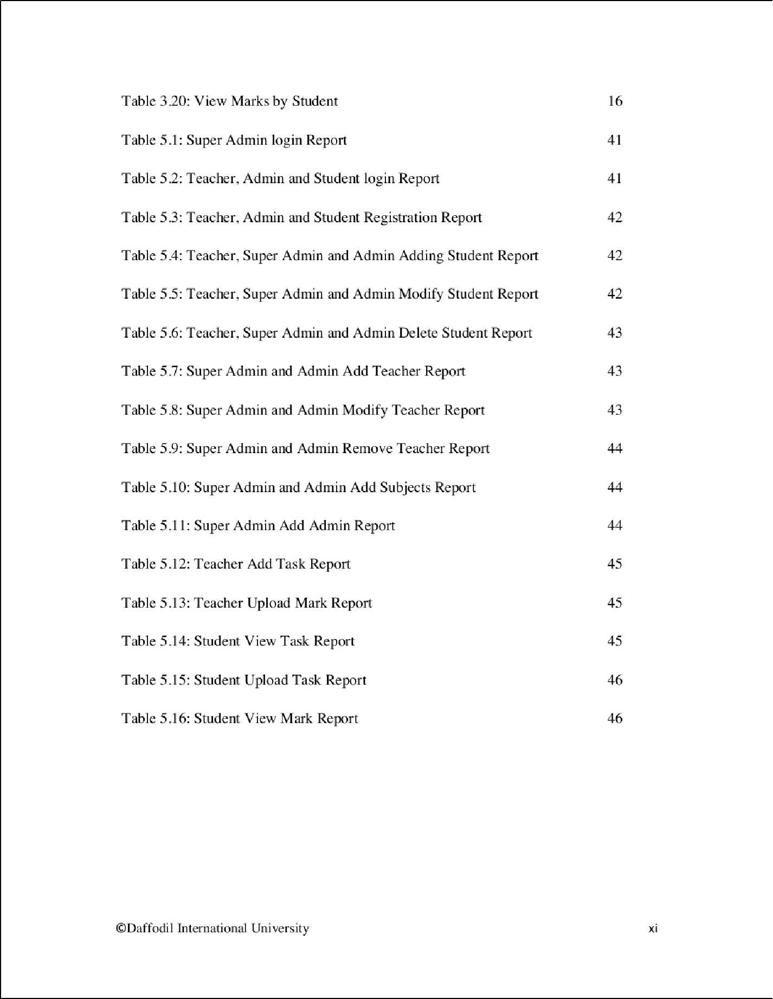 Table 3.20: View Marks by Student 16
Table 5.1: Super Admin login Report 41
Table 5.2: Teacher, Admin and Student login Report 41
Table 5.3: Teacher, Admin and Student Registration Report 42
Table 5.4: Teacher, Super Admin and Admin Adding Student Report 42
Table 5.5: Teacher, Super Admin and Admin Modify Student Report 42
Table 5.6: Teacher, Super Admin and Admin Delete Student Report 43
Table 5.7: Super Admin and Admin Add Teacher Report 43
Table 5.8: Super Admin and Admin Modify Teacher Report 43
Table 5.9: Super Admin and Admin Remove Teacher Report 44
Table 5.10: Super Admin and Admin Add Subjects Report 44
Table 5.11: Super Admin Add Admin Report 44
Table 5.12: Teacher Add Task Report 45
Table 5.13: Teacher Upload Mark Report 45
Table 5.14: Student View Task Report 45
Table 5.15: Student Upload Task Report 46
Table 5.16: Student View Mark Report 46
©Daffodil International University xi